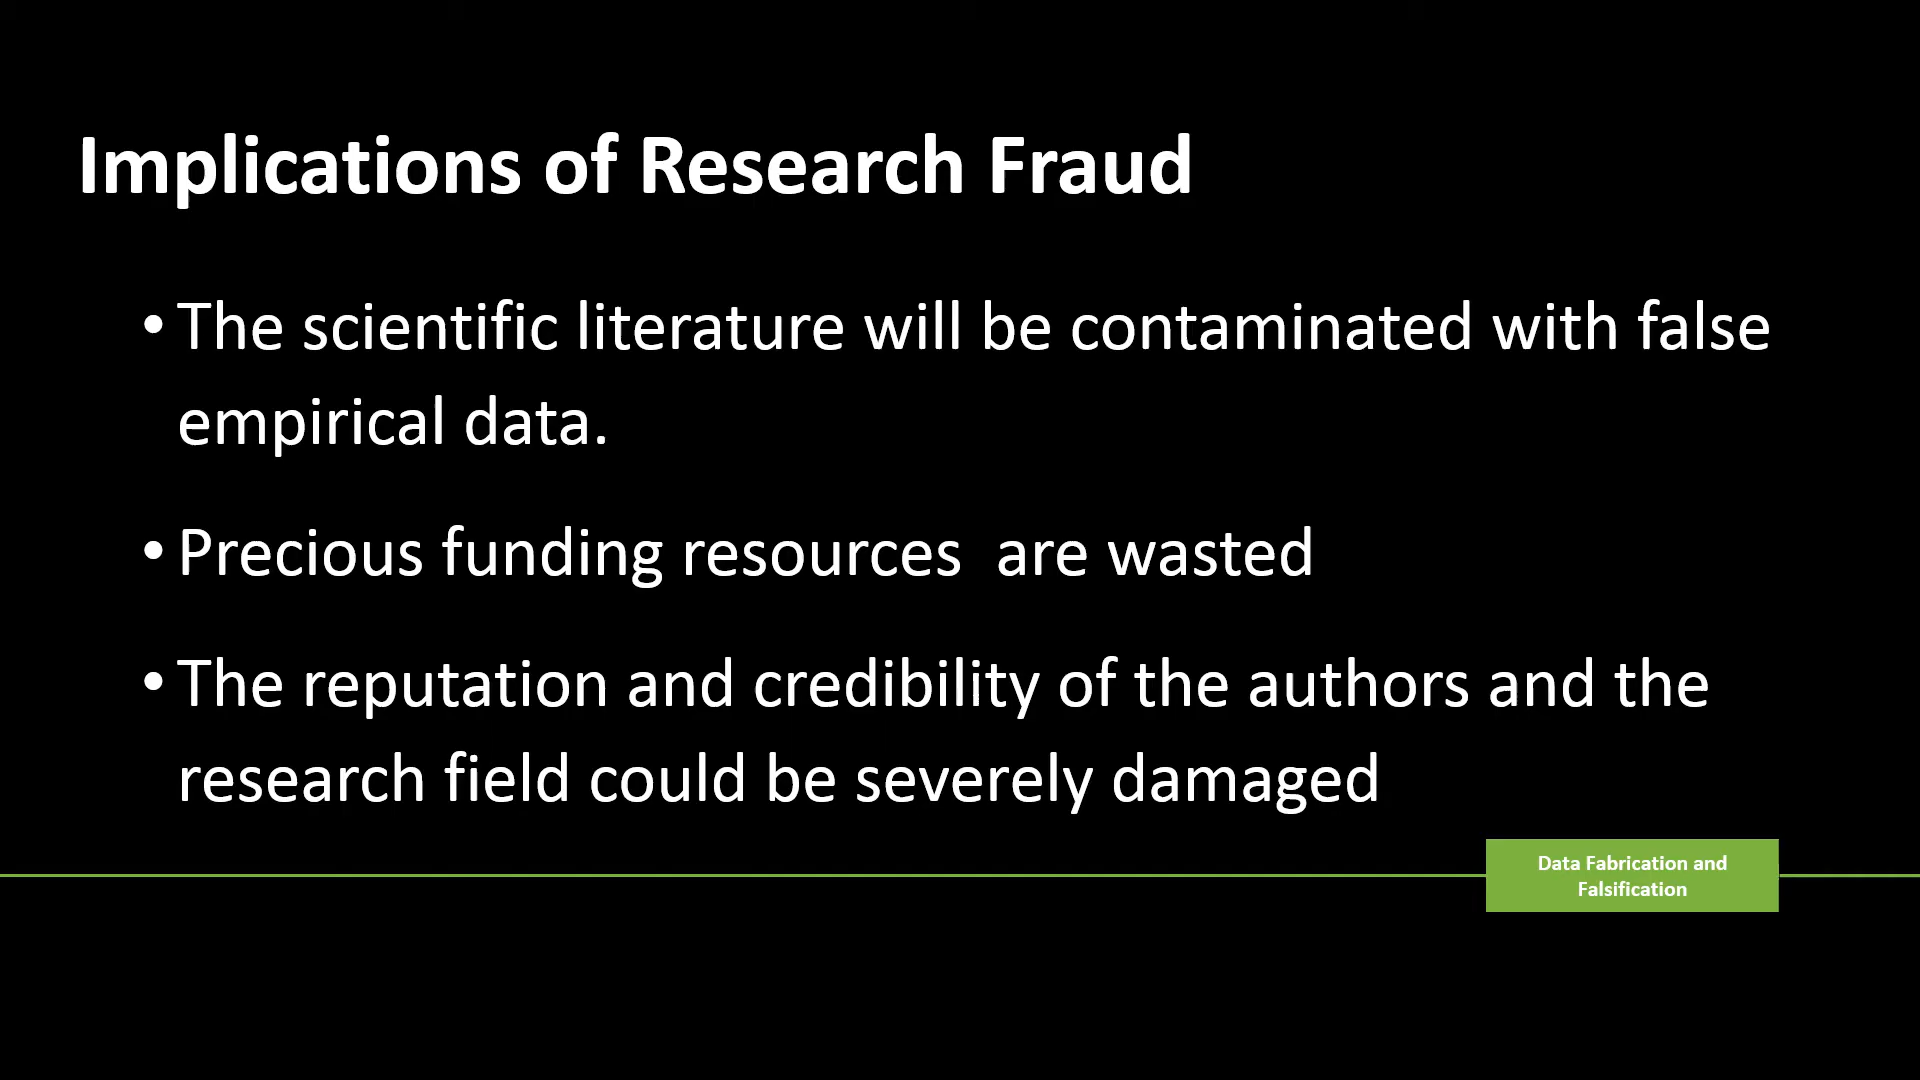 Implications of Research Fraud
• The scientific literature will be contaminated with false
empirical data.
• Precious funding resources  are wasted
• The reputation and credibility of the authors and the
research field could be severely damaged
Data Fabrication and
Falsification